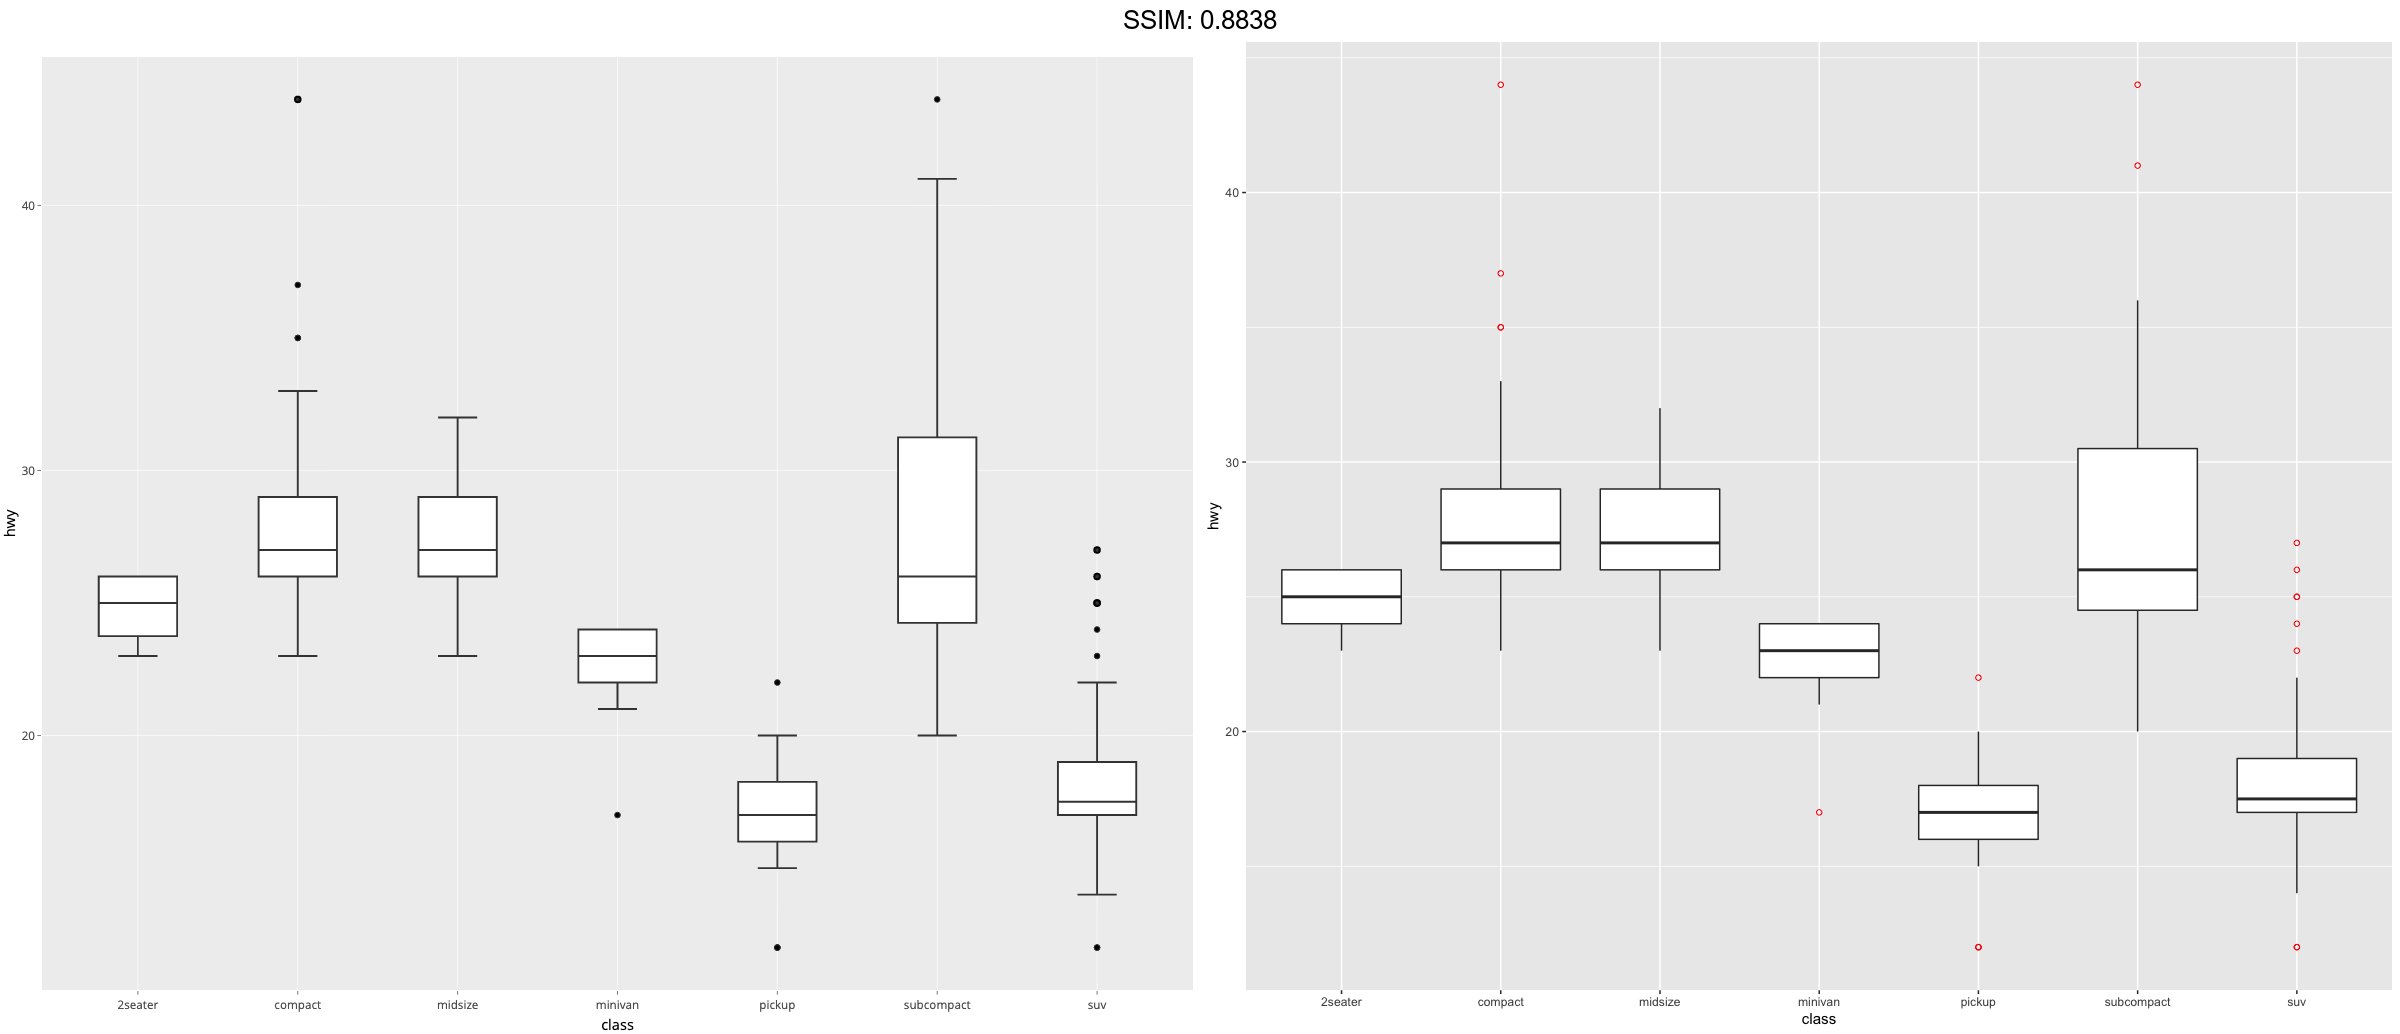 SSIM: 0.8838
hwy
40
30
20
2seater compact midsize minivan pickup subcompact suv
class
hwy
40
30
20
2seater compact midsize minivan pickup subcompact suv
class